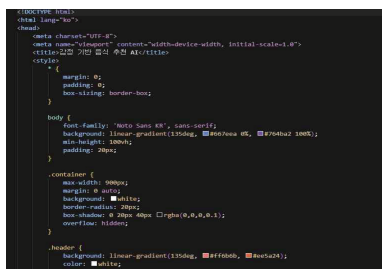 <!DOCTYPE html>
<html lang="ko">
<head>
<meta charset="UTF-8">
<meta name="viewport" content="width=device-width, initial-scale=1.0">
<title>감정 기반 음식 추천 AI</title>
<style>
* {
margin: 0;
padding: 0;
box-sizing: border-box;
}
body {
font-family: 'Noto Sans KR', sans-serif;
background: linear-gradient(135deg, #667eea 0%, #764ba2 100%);
min-height: 100vh;
padding: 20px;
}
.container {
max-width: 900px;
margin: 0 auto;
background: white;
border-radius: 20px;
box-shadow: 0 20px 40px rgba(0,0,0,0.1);
overflow: hidden;
}
.header {
background: linear-gradient(135deg, #ff6b6b, #ee5a24);
color: white;